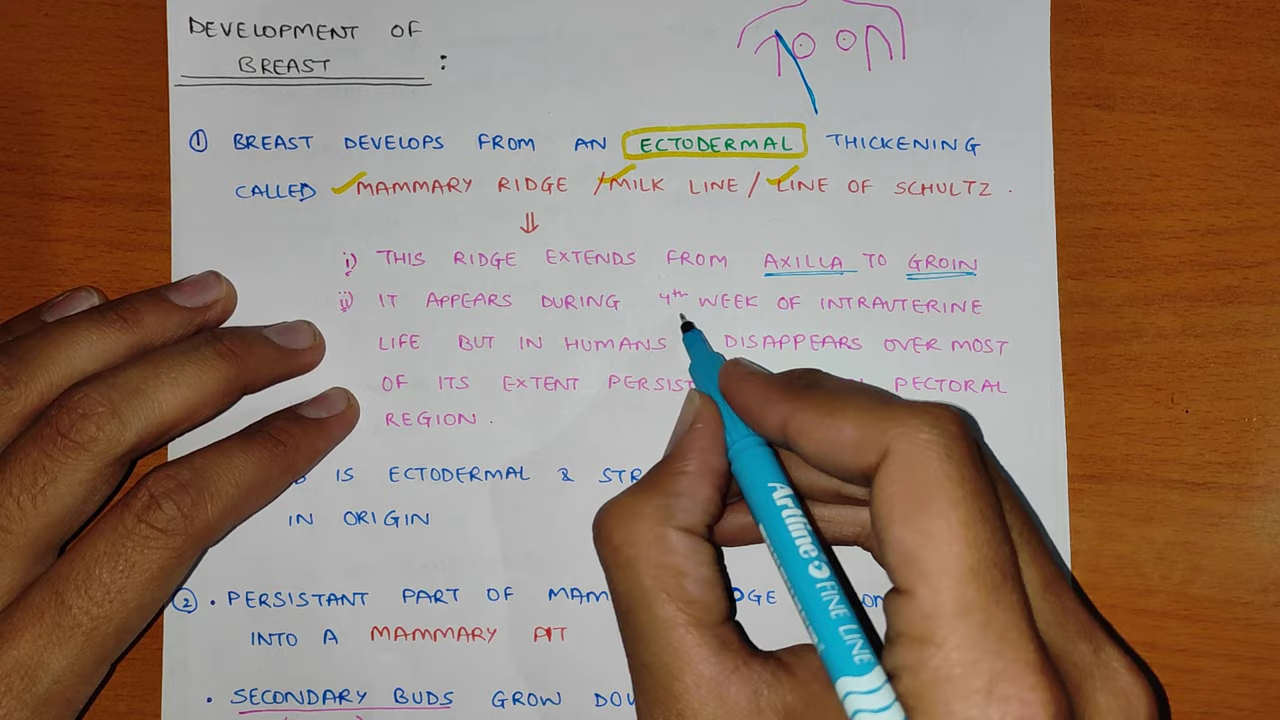 DEVELOPMENT OF
BREAST :
① BREAST DEVELOPS FROM AN ECTODERMAL THICKENING
CALLED MAMMARY RIDGE / MILK LINE / LINE OF SCHULTZ .
⇓
i) THIS RIDGE EXTENDS FROM AXILLA TO GROIN
ii) IT APPEARS DURING 4th WEEK OF INTRAUTERINE
LIFE BUT IN HUMANS DISAPPEARS OVER MOST
OF ITS EXTENT PERSIST PECTORAL
REGION .
IS ECTODERMAL &
IN ORIGIN
② . PERSISTANT PART OF
INTO A MAMMARY PIT
. SECONDARY BUDS GROW
Artline FINE LINE